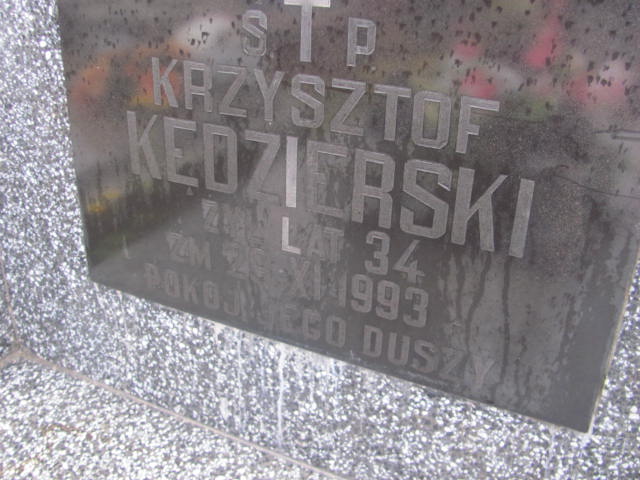 Ś P
KRZYSZTOF
KĘDZIERSKI
ŻYŁ LAT 34
ZM XI 1993
POKÓJ JEGO DUSZY